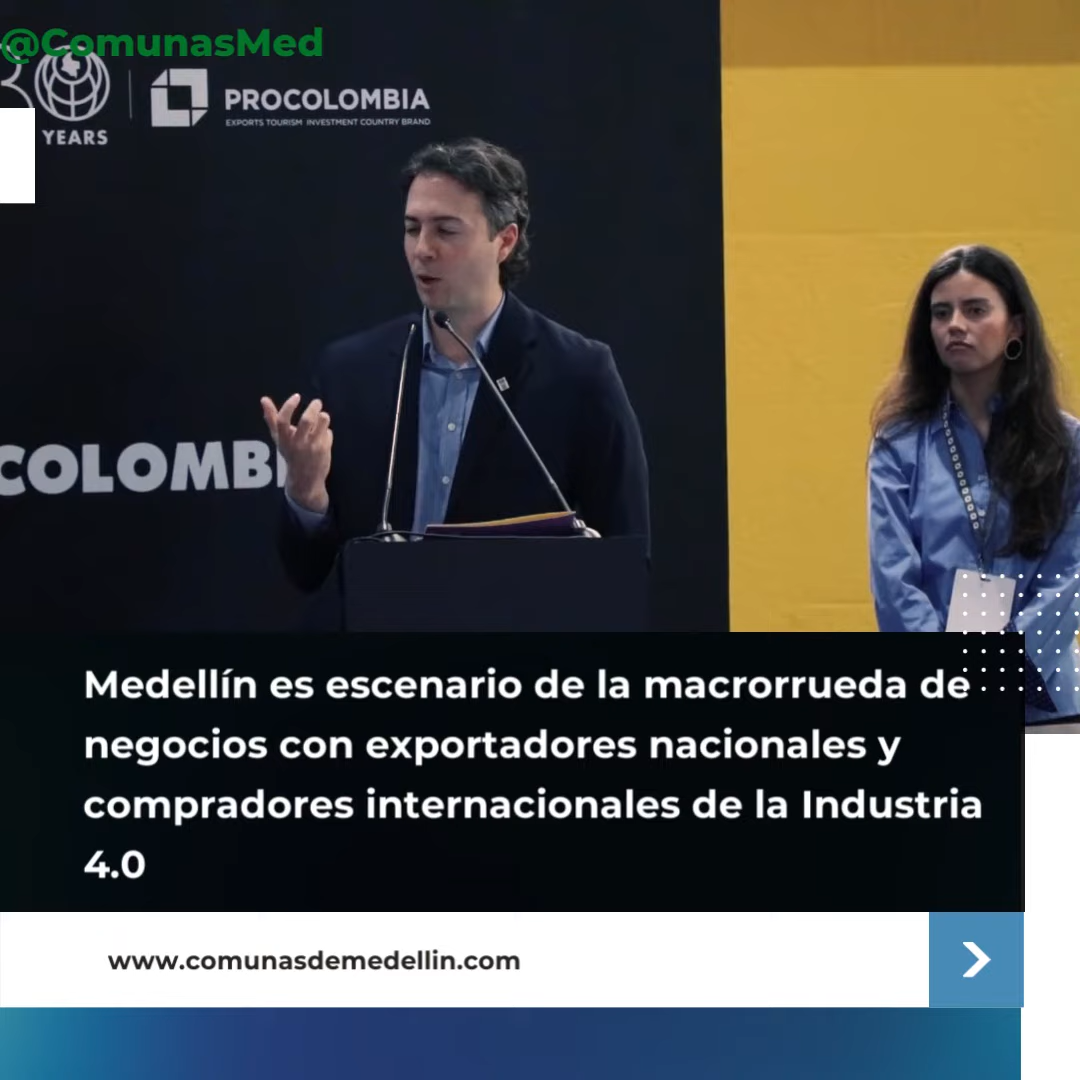 @ComunasMed
YEARS
PROCOLOMBIA
EXPORTS TOURISM INVESTMENT COUNTRY BRAND
COLOMBI
Medellín es escenario de la macrorrueda de
negocios con exportadores nacionales y
compradores internacionales de la Industria
4.0
www.comunasdemedellin.com